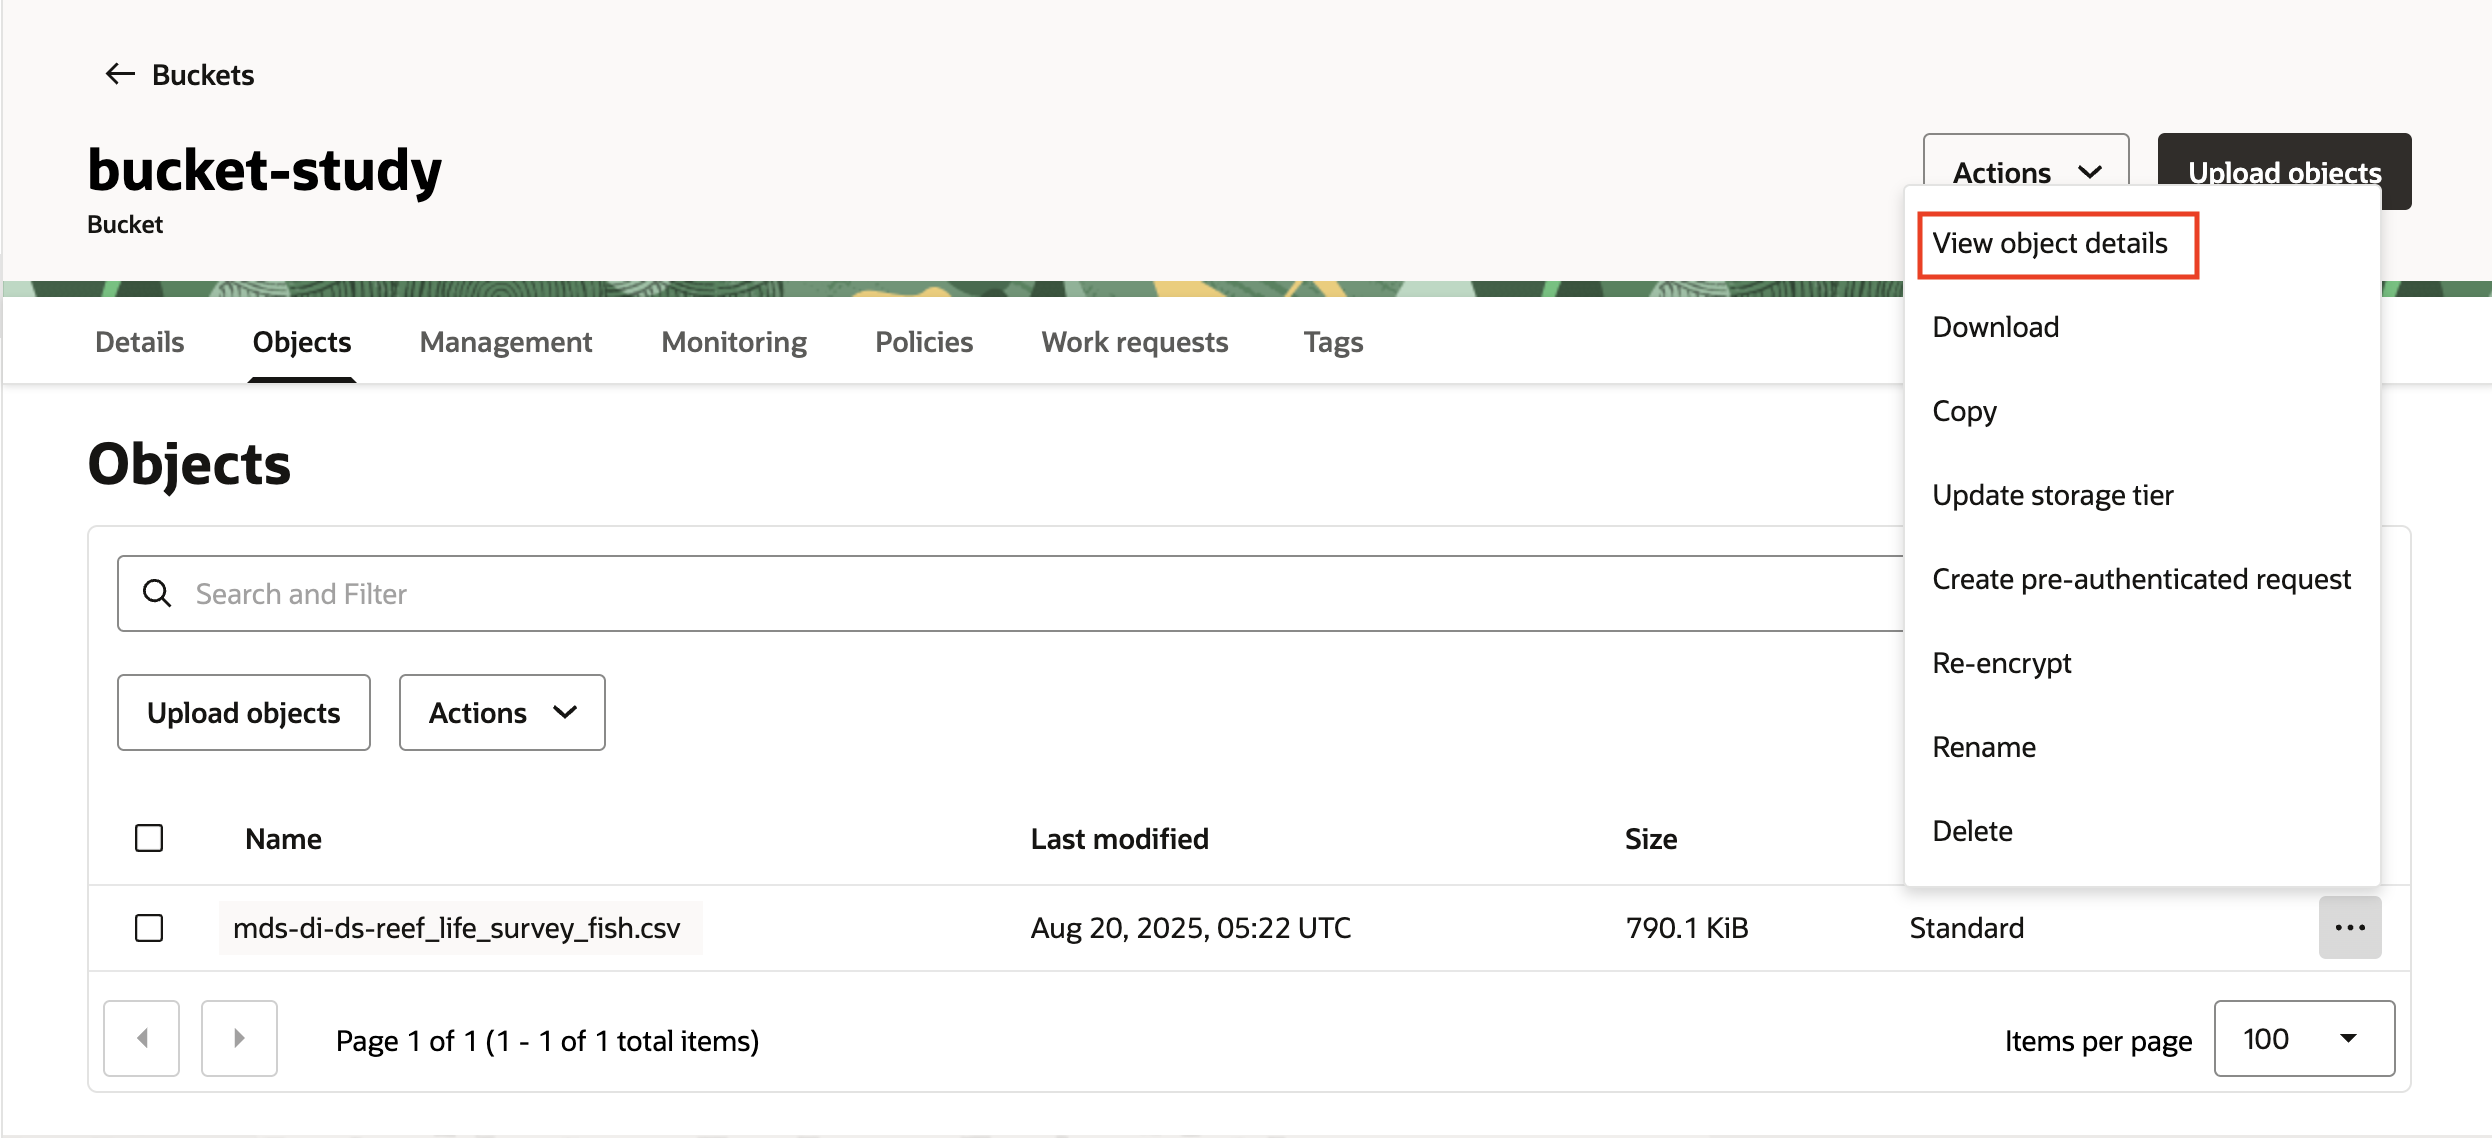 Buckets
bucket-study
Bucket
Actions
Upload objects
View object details
Download
Copy
Update storage tier
Create pre-authenticated request
Re-encrypt
Rename
Delete
Details Objects Management Monitoring Policies Work requests Tags
Objects
Search and Filter
Upload objects Actions
Name Last modified Size
mds-di-ds-reef_life_survey_fish.csv Aug 20, 2025, 05:22 UTC 790.1 KiB Standard
Page 1 of 1 (1 - 1 of 1 total items) Items per page 100